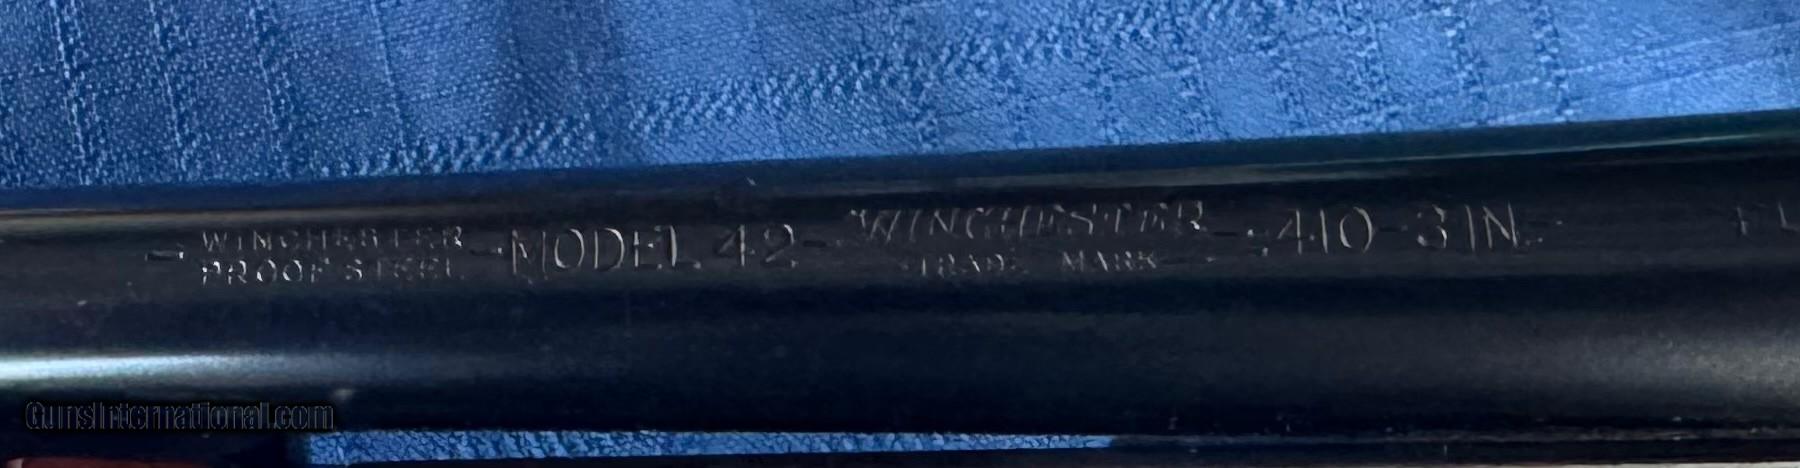 -WINCHESTER PROOF STEEL-MODEL 42-WINCHESTER TRADE MARK-.410-3 IN.-
GunsInternational.com